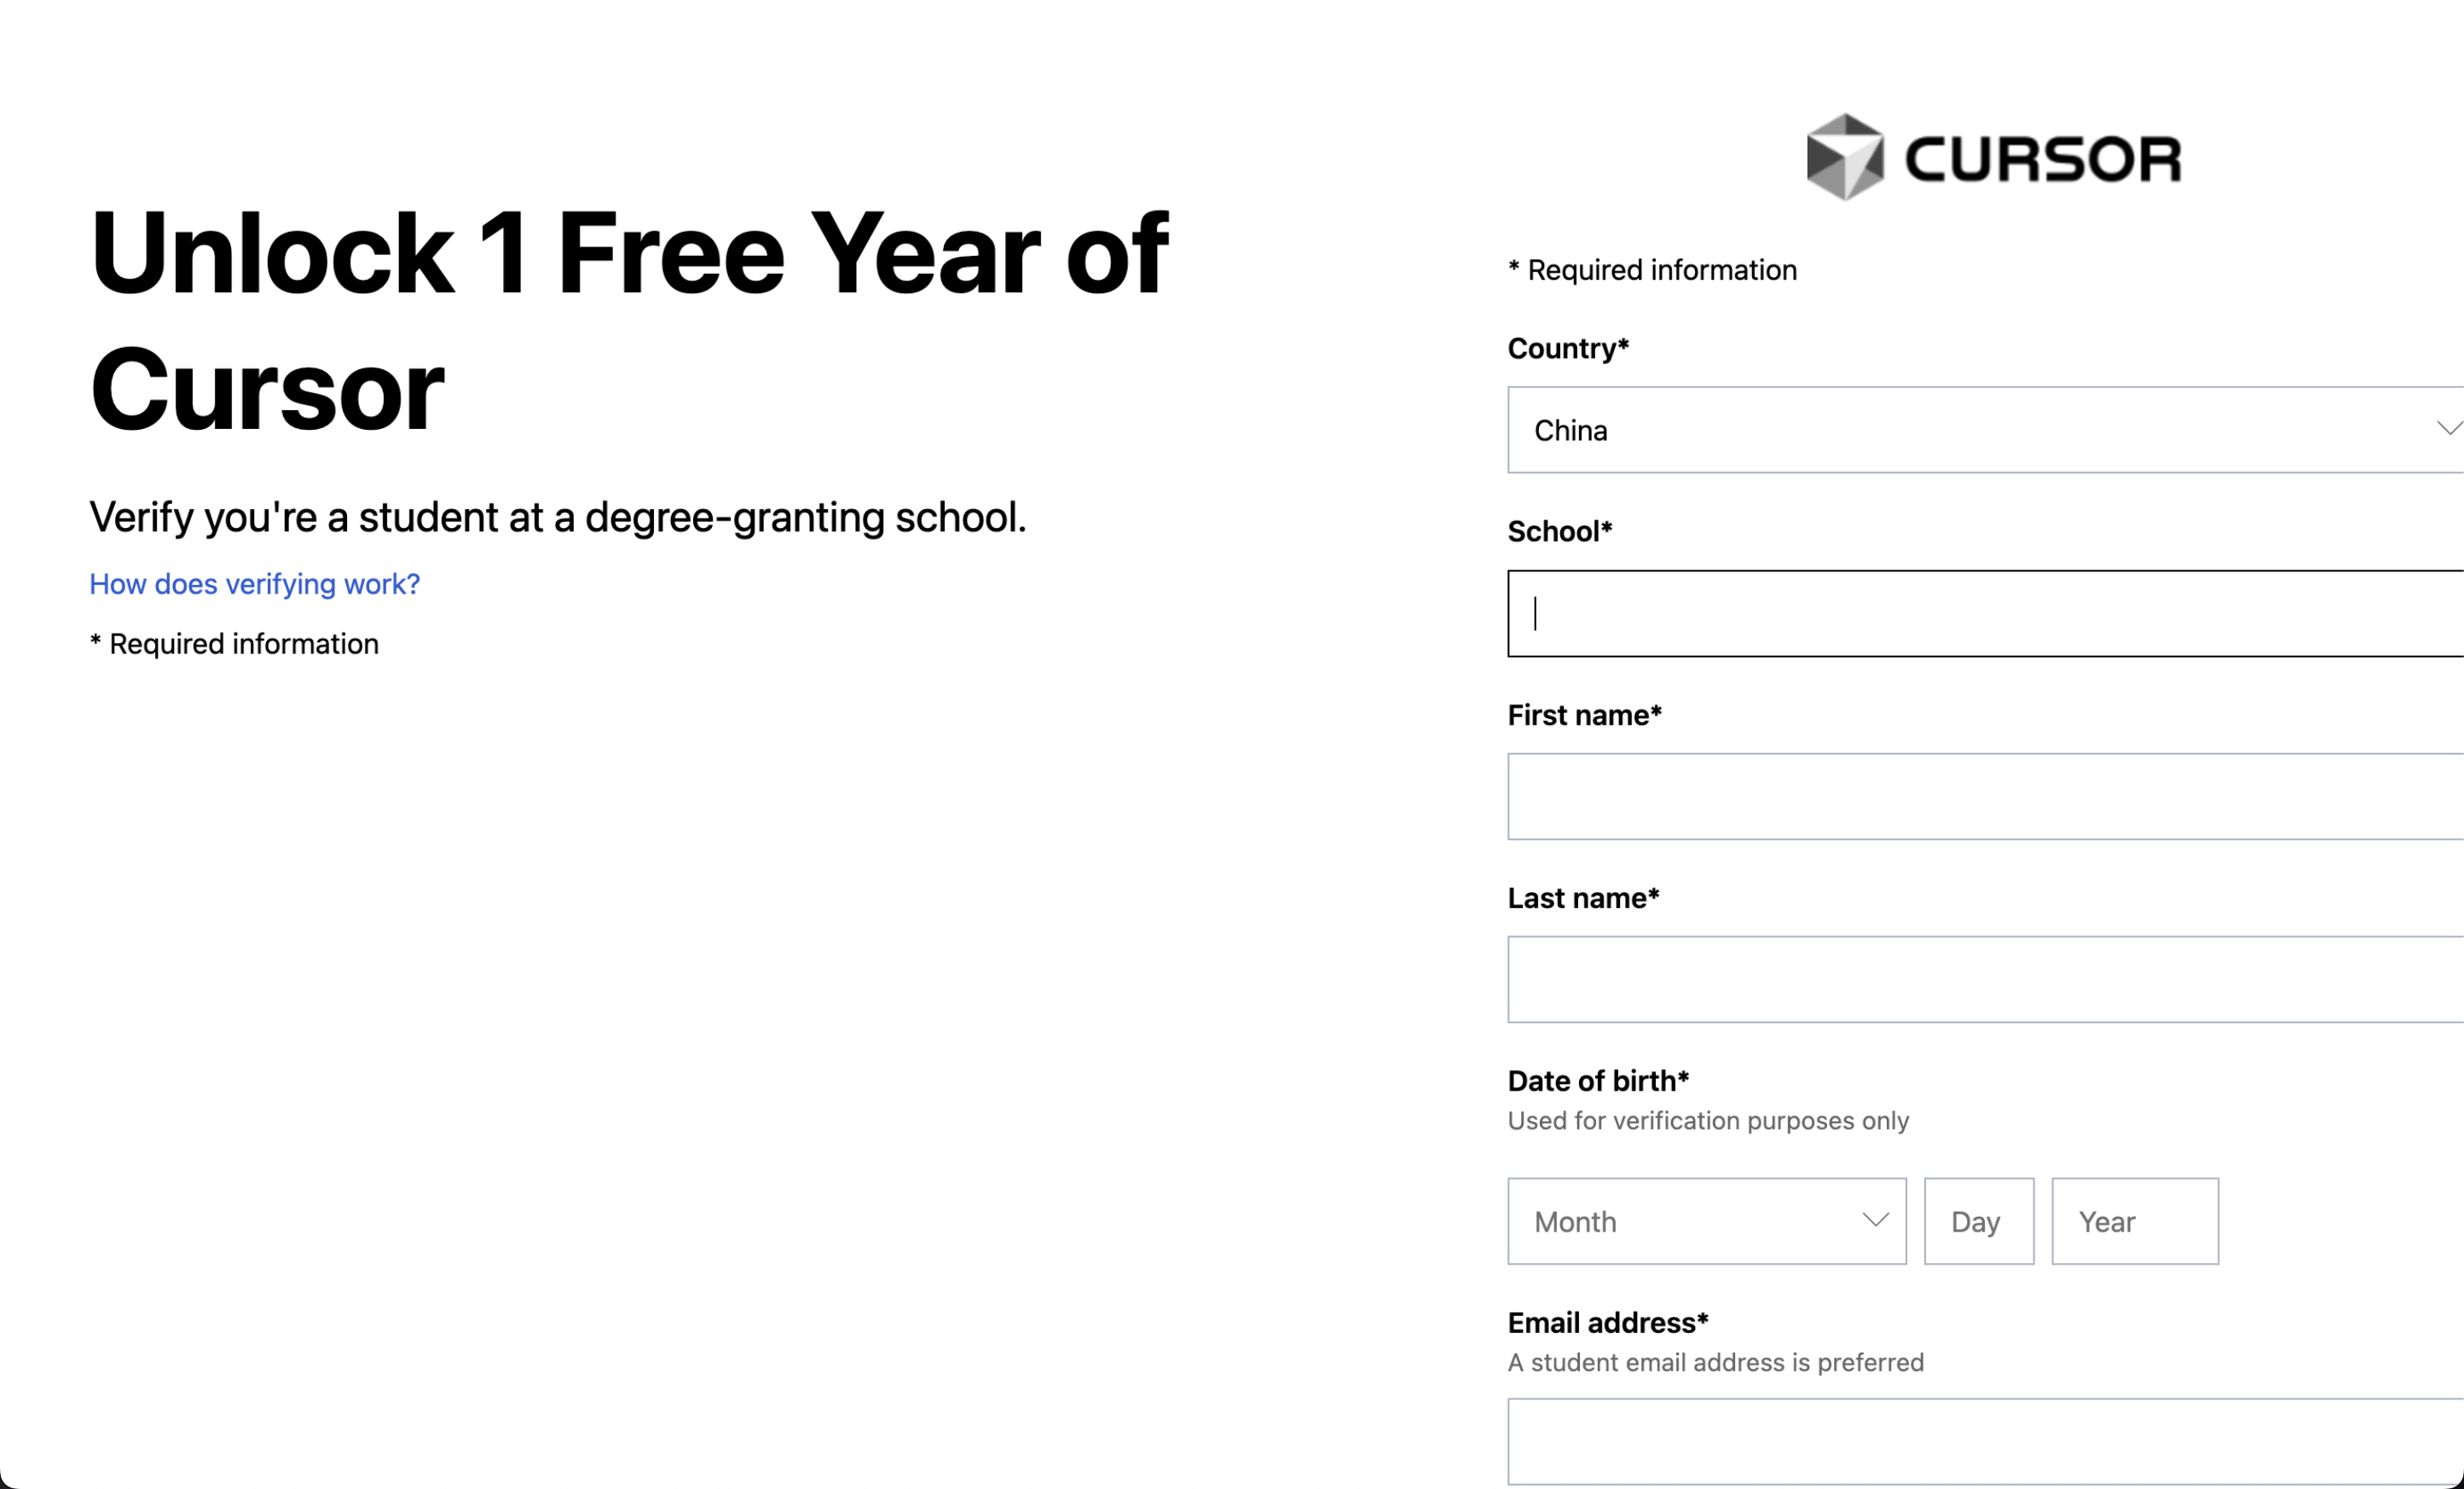 Unlock 1 Free Year of
Cursor
Verify you're a student at a degree-granting school.
How does verifying work?
* Required information
CURSOR
* Required information
Country*
China
School*
First name*
Last name*
Date of birth*
Used for verification purposes only
Month Day Year
Email address*
A student email address is preferred